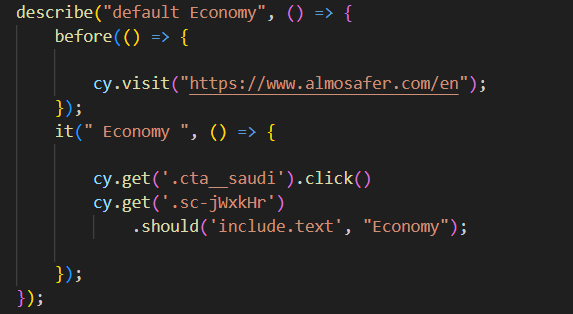 describe("default Economy", () => {
    before(() => {
        cy.visit("https://www.almosafer.com/en");
    });
    it(" Economy ", () => {
        cy.get('.cta__saudi').click()
        cy.get('.sc-jWxkHr')
            .should('include.text', "Economy");
    });
});